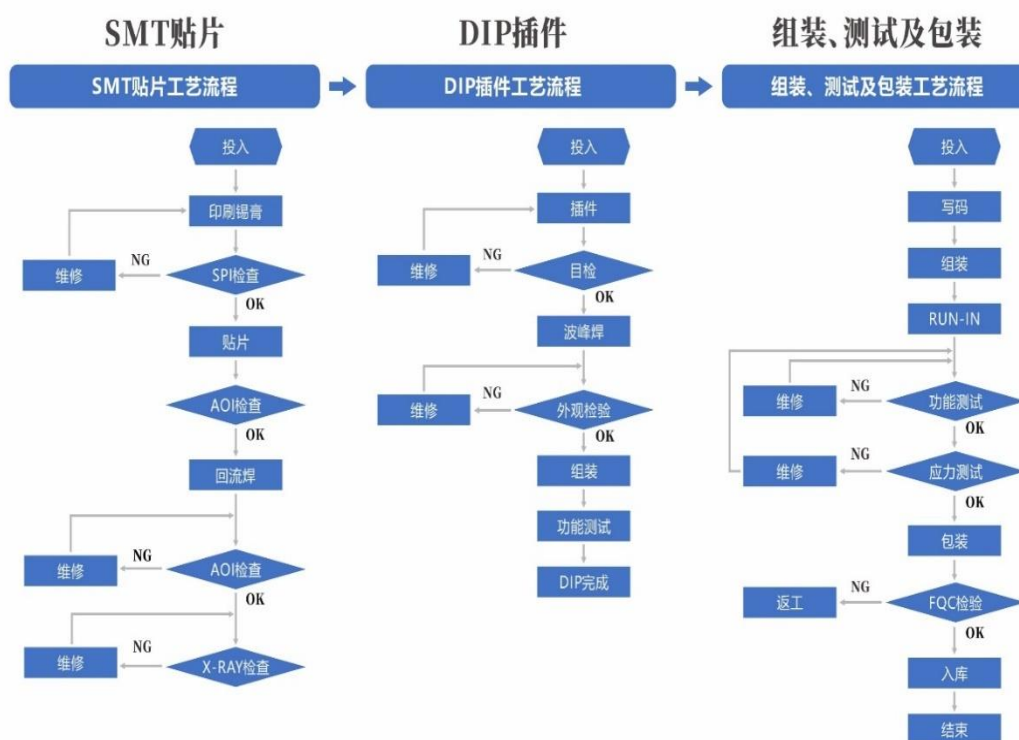 SMT贴片
SMT贴片工艺流程
投入
印刷锡膏
维修
NG
SPI检查
OK
贴片
AOI检查
OK
回流焊
维修
NG
AOI检查
OK
维修
NG
X-RAY检查
DIP插件
DIP插件工艺流程
投入
插件
维修
NG
目检
OK
波峰焊
维修
NG
外观检验
OK
组装
功能测试
DIP完成
组装、测试及包装
组装、测试及包装工艺流程
投入
写码
组装
RUN-IN
维修
NG
功能测试
OK
维修
NG
应力测试
OK
包装
返工
NG
FQC检验
OK
入库
结束